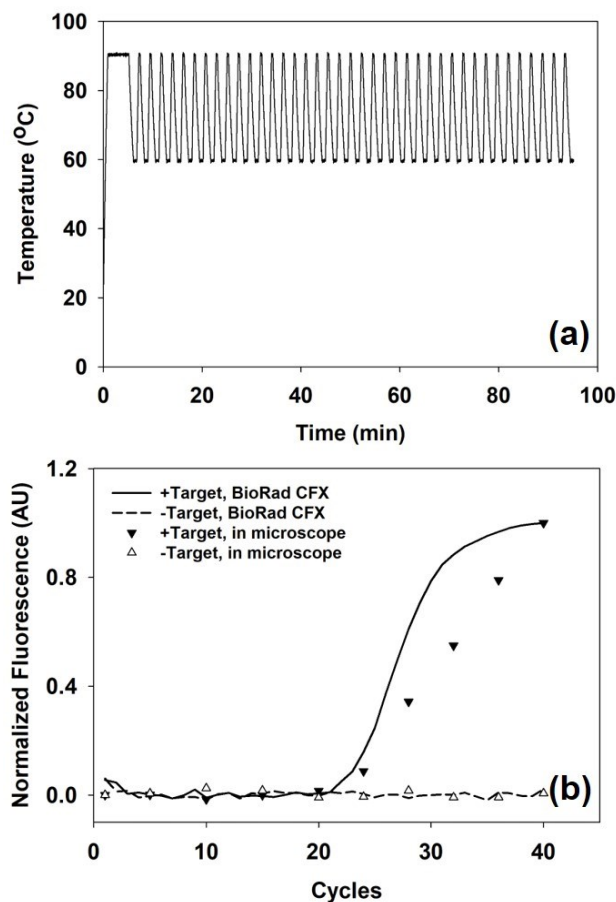 100
80
60
40
20
0
Temperature (°C)
(a)
0 20 40 60 80 100
Time (min)
1.2
0.8
0.4
0.0
Normalized Fluorescence (AU)
+Target, BioRad CFX
-Target, BioRad CFX
+Target, in microscope
-Target, in microscope
(b)
0 10 20 30 40
Cycles